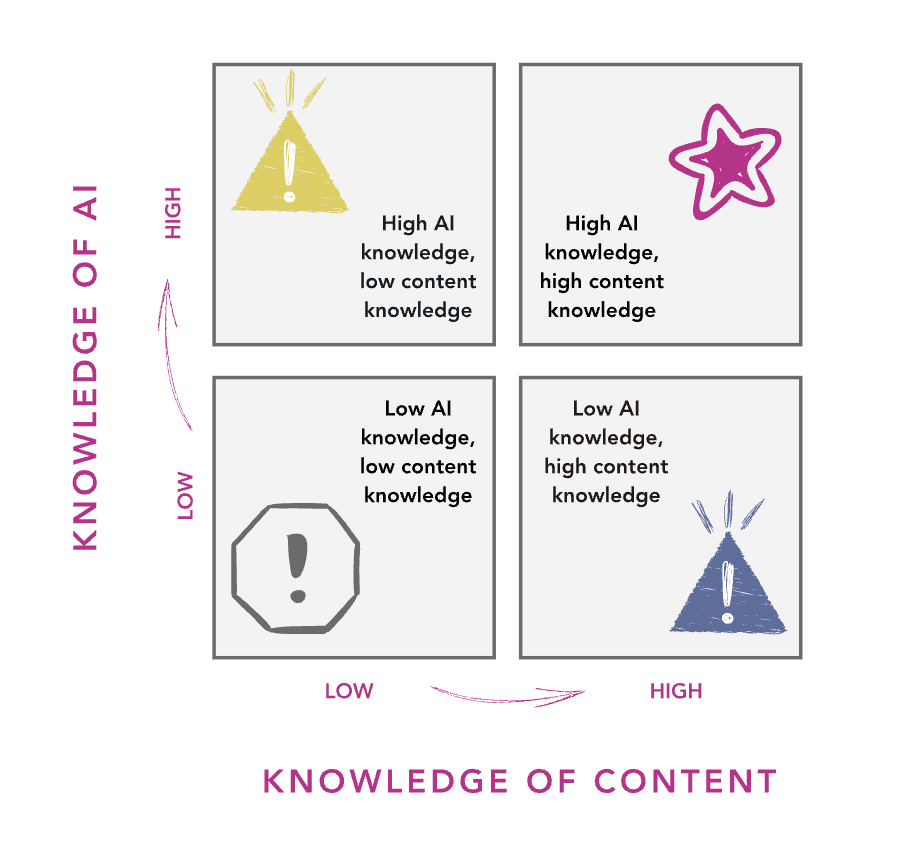 KNOWLEDGE OF AI
HIGH
LOW
High AI
knowledge,
low content
knowledge
High AI
knowledge,
high content
knowledge
Low AI
knowledge,
low content
knowledge
Low AI
knowledge,
high content
knowledge
LOW
HIGH
KNOWLEDGE OF CONTENT